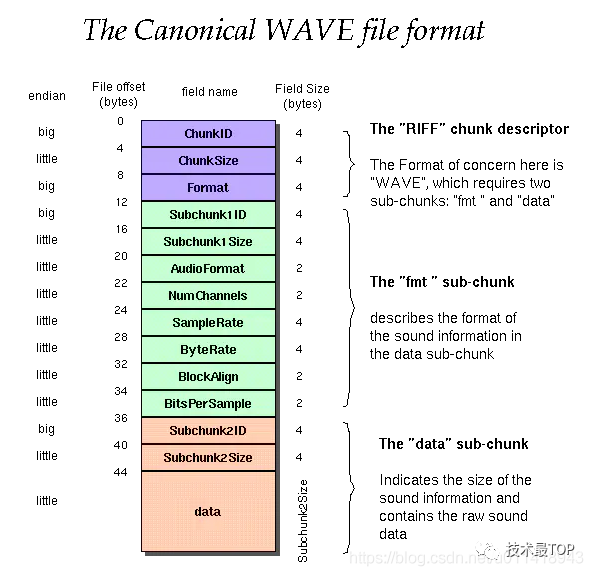 The Canonical WAVE file format
endian
File offset
(bytes)
field name
Field Size
(bytes)
0
big
ChunkID
4
4
little
ChunkSize
4
8
big
Format
4
12
big
Subchunk1ID
4
16
little
Subchunk1Size
4
20
little
AudioFormat
2
22
little
NumChannels
2
24
little
SampleRate
4
28
little
ByteRate
4
32
little
BlockAlign
2
34
little
BitsPerSample
2
36
big
Subchunk2ID
4
40
little
Subchunk2Size
4
44
little
data
Subchunk2Size
The "RIFF" chunk descriptor
The Format of concern here is
"WAVE", which requires two
sub-chunks: "fmt " and "data"
The "fmt " sub-chunk
describes the format of
the sound information in
the data sub-chunk
The "data" sub-chunk
Indicates the size of the
sound information and
contains the raw sound
data
技术最TOP